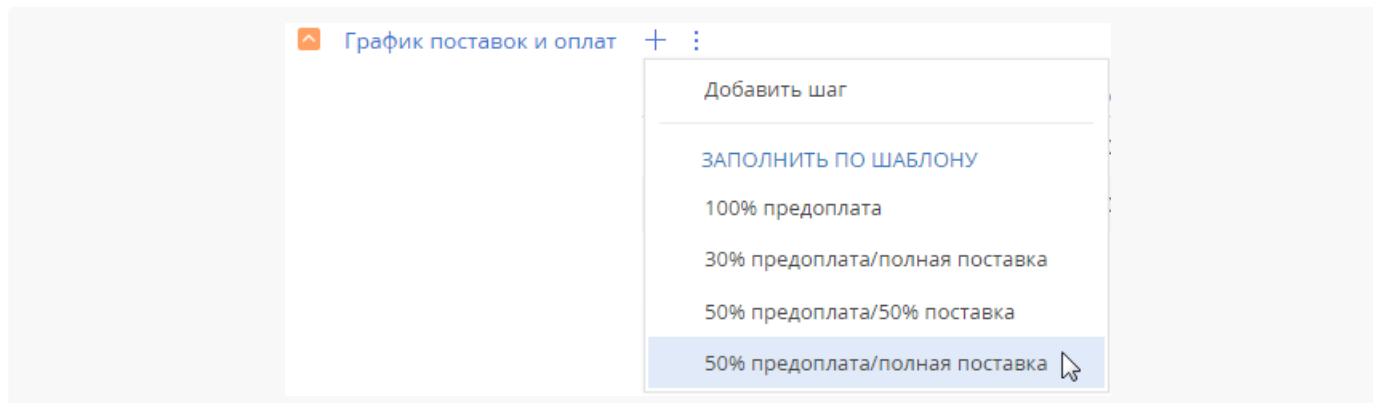 График поставок и оплат
Добавить шаг
ЗАПОЛНИТЬ ПО ШАБЛОНУ
100% предоплата
30% предоплата/полная поставка
50% предоплата/50% поставка
50% предоплата/полная поставка